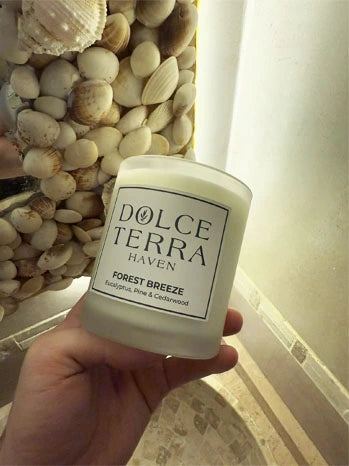 DOLCE
TERRA
HAVEN
FOREST BREEZE
Eucalyptus, Pine & Cedarwood